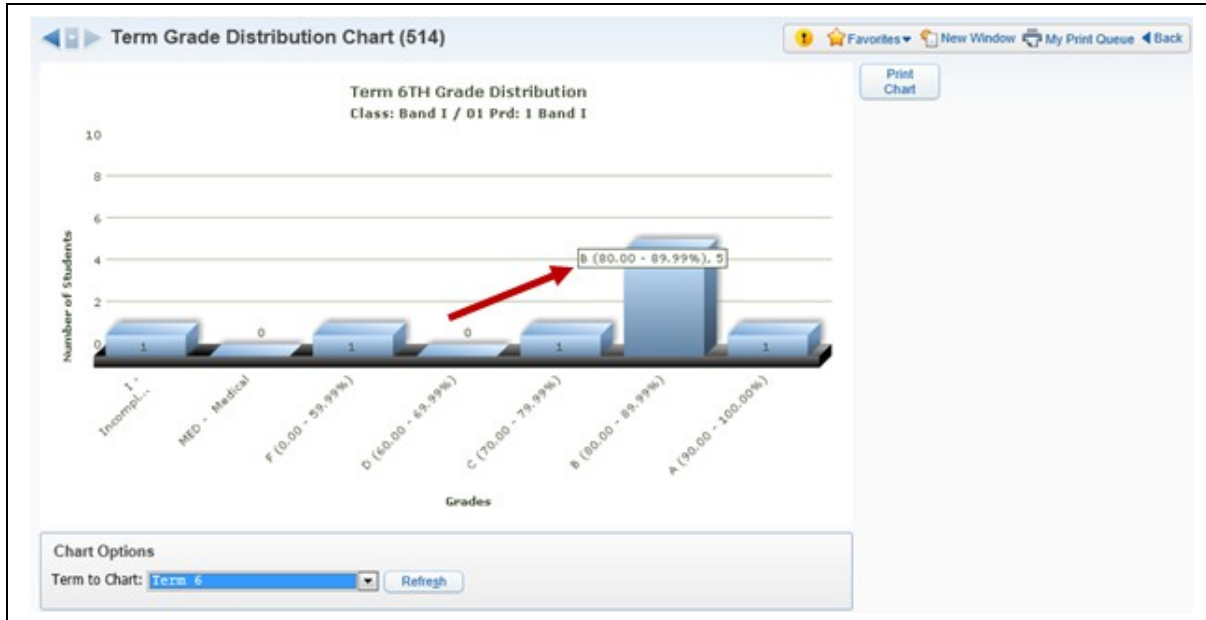 Term Grade Distribution Chart (514)
Favorites New Window My Print Queue Back
Print
Chart
Term 6TH Grade Distribution
Class: Band I / 01 Prd: 1 Band I
10
8
6
4
2
0
Number of Students
B (80.00 - 89.99%), 5
1
0
1
0
1
1
1 -
Incompl...
MED - Medical
F (0.00 - 59.99%)
D (60.00 - 69.99%)
C (70.00 - 79.99%)
B (80.00 - 89.99%)
A (90.00 - 100.00%)
Grades
Chart Options
Term to Chart: Term 6 Refresh